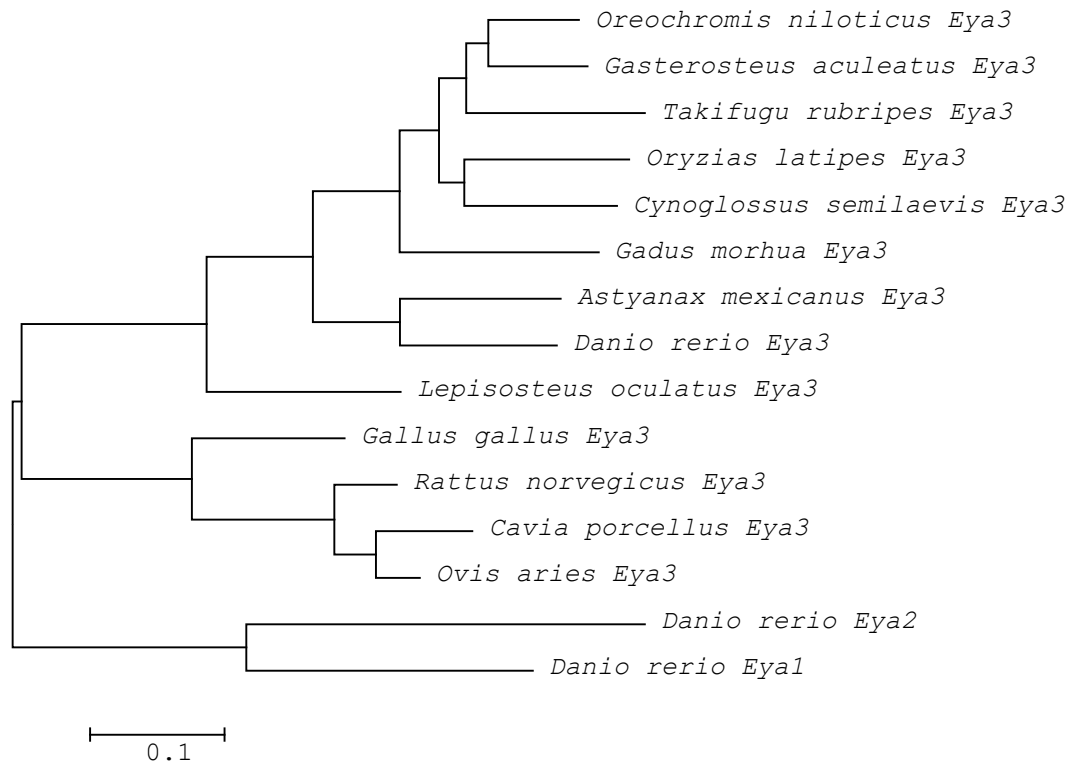 Oreochromis niloticus Eya3
Gasterosteus aculeatus Eya3
Takifugu rubripes Eya3
Oryzias latipes Eya3
Cynoglossus semilaevis Eya3
Gadus morhua Eya3
Astyanax mexicanus Eya3
Danio rerio Eya3
Lepisosteus oculatus Eya3
Gallus gallus Eya3
Rattus norvegicus Eya3
Cavia porcellus Eya3
Ovis aries Eya3
Danio rerio Eya2
Danio rerio Eya1
0.1